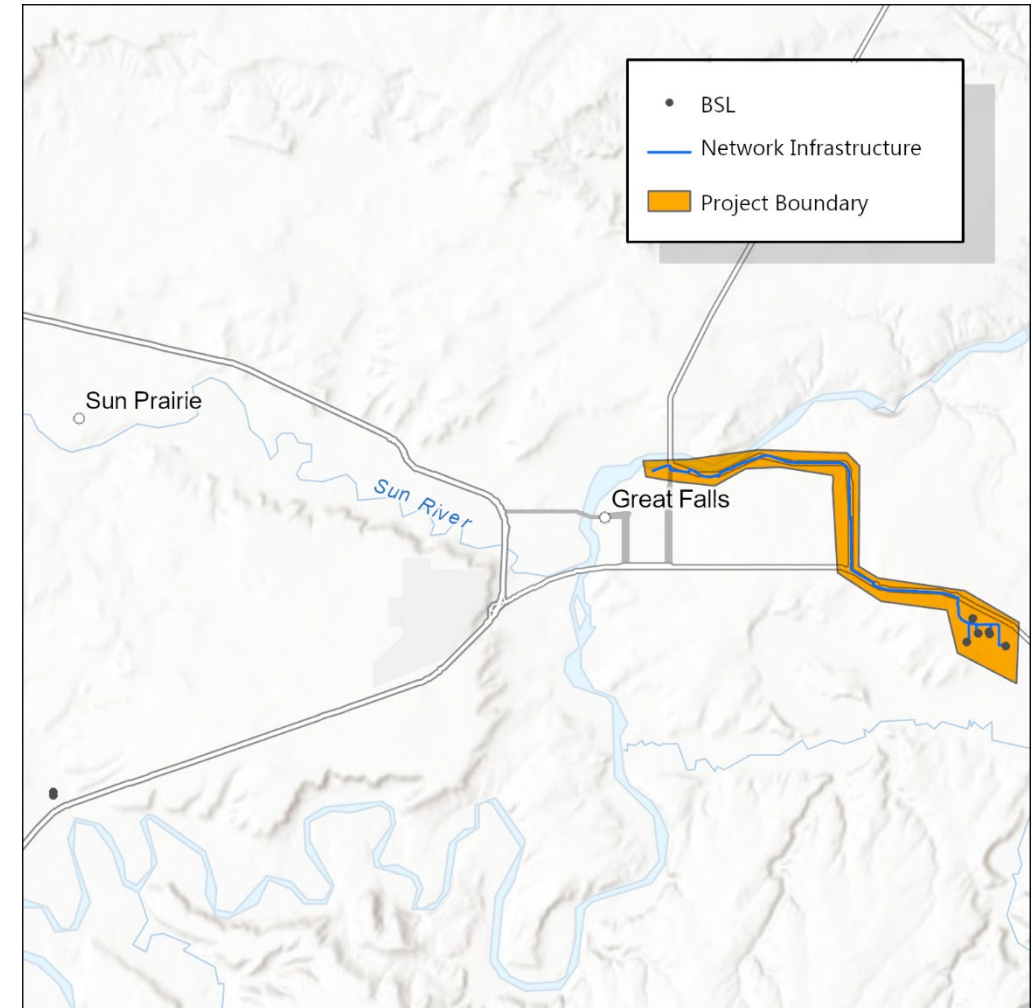 BSL
Network Infrastructure
Project Boundary
Sun Prairie
Sun River
Great Falls